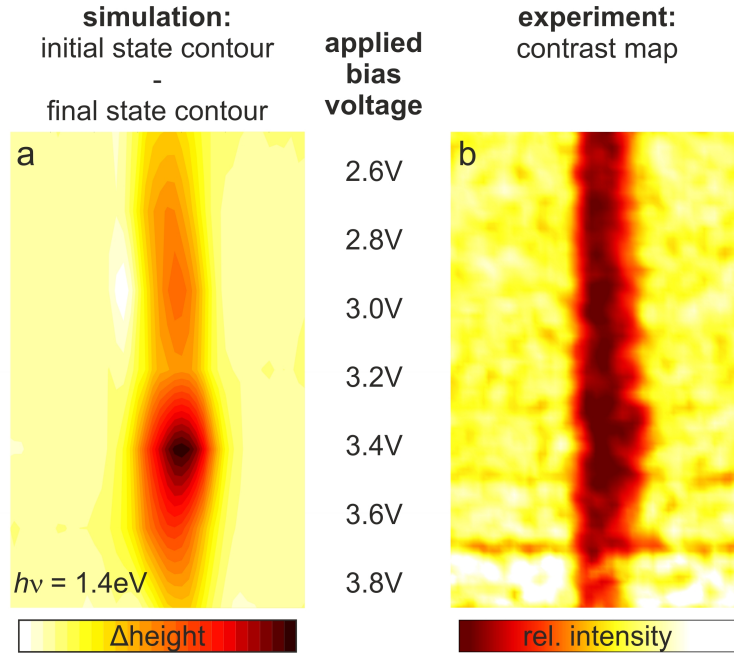 simulation:
initial state contour
-
final state contour
applied
bias
voltage
experiment:
contrast map
a
hν = 1.4eV
Δheight
2.6V
2.8V
3.0V
3.2V
3.4V
3.6V
3.8V
b
rel. intensity